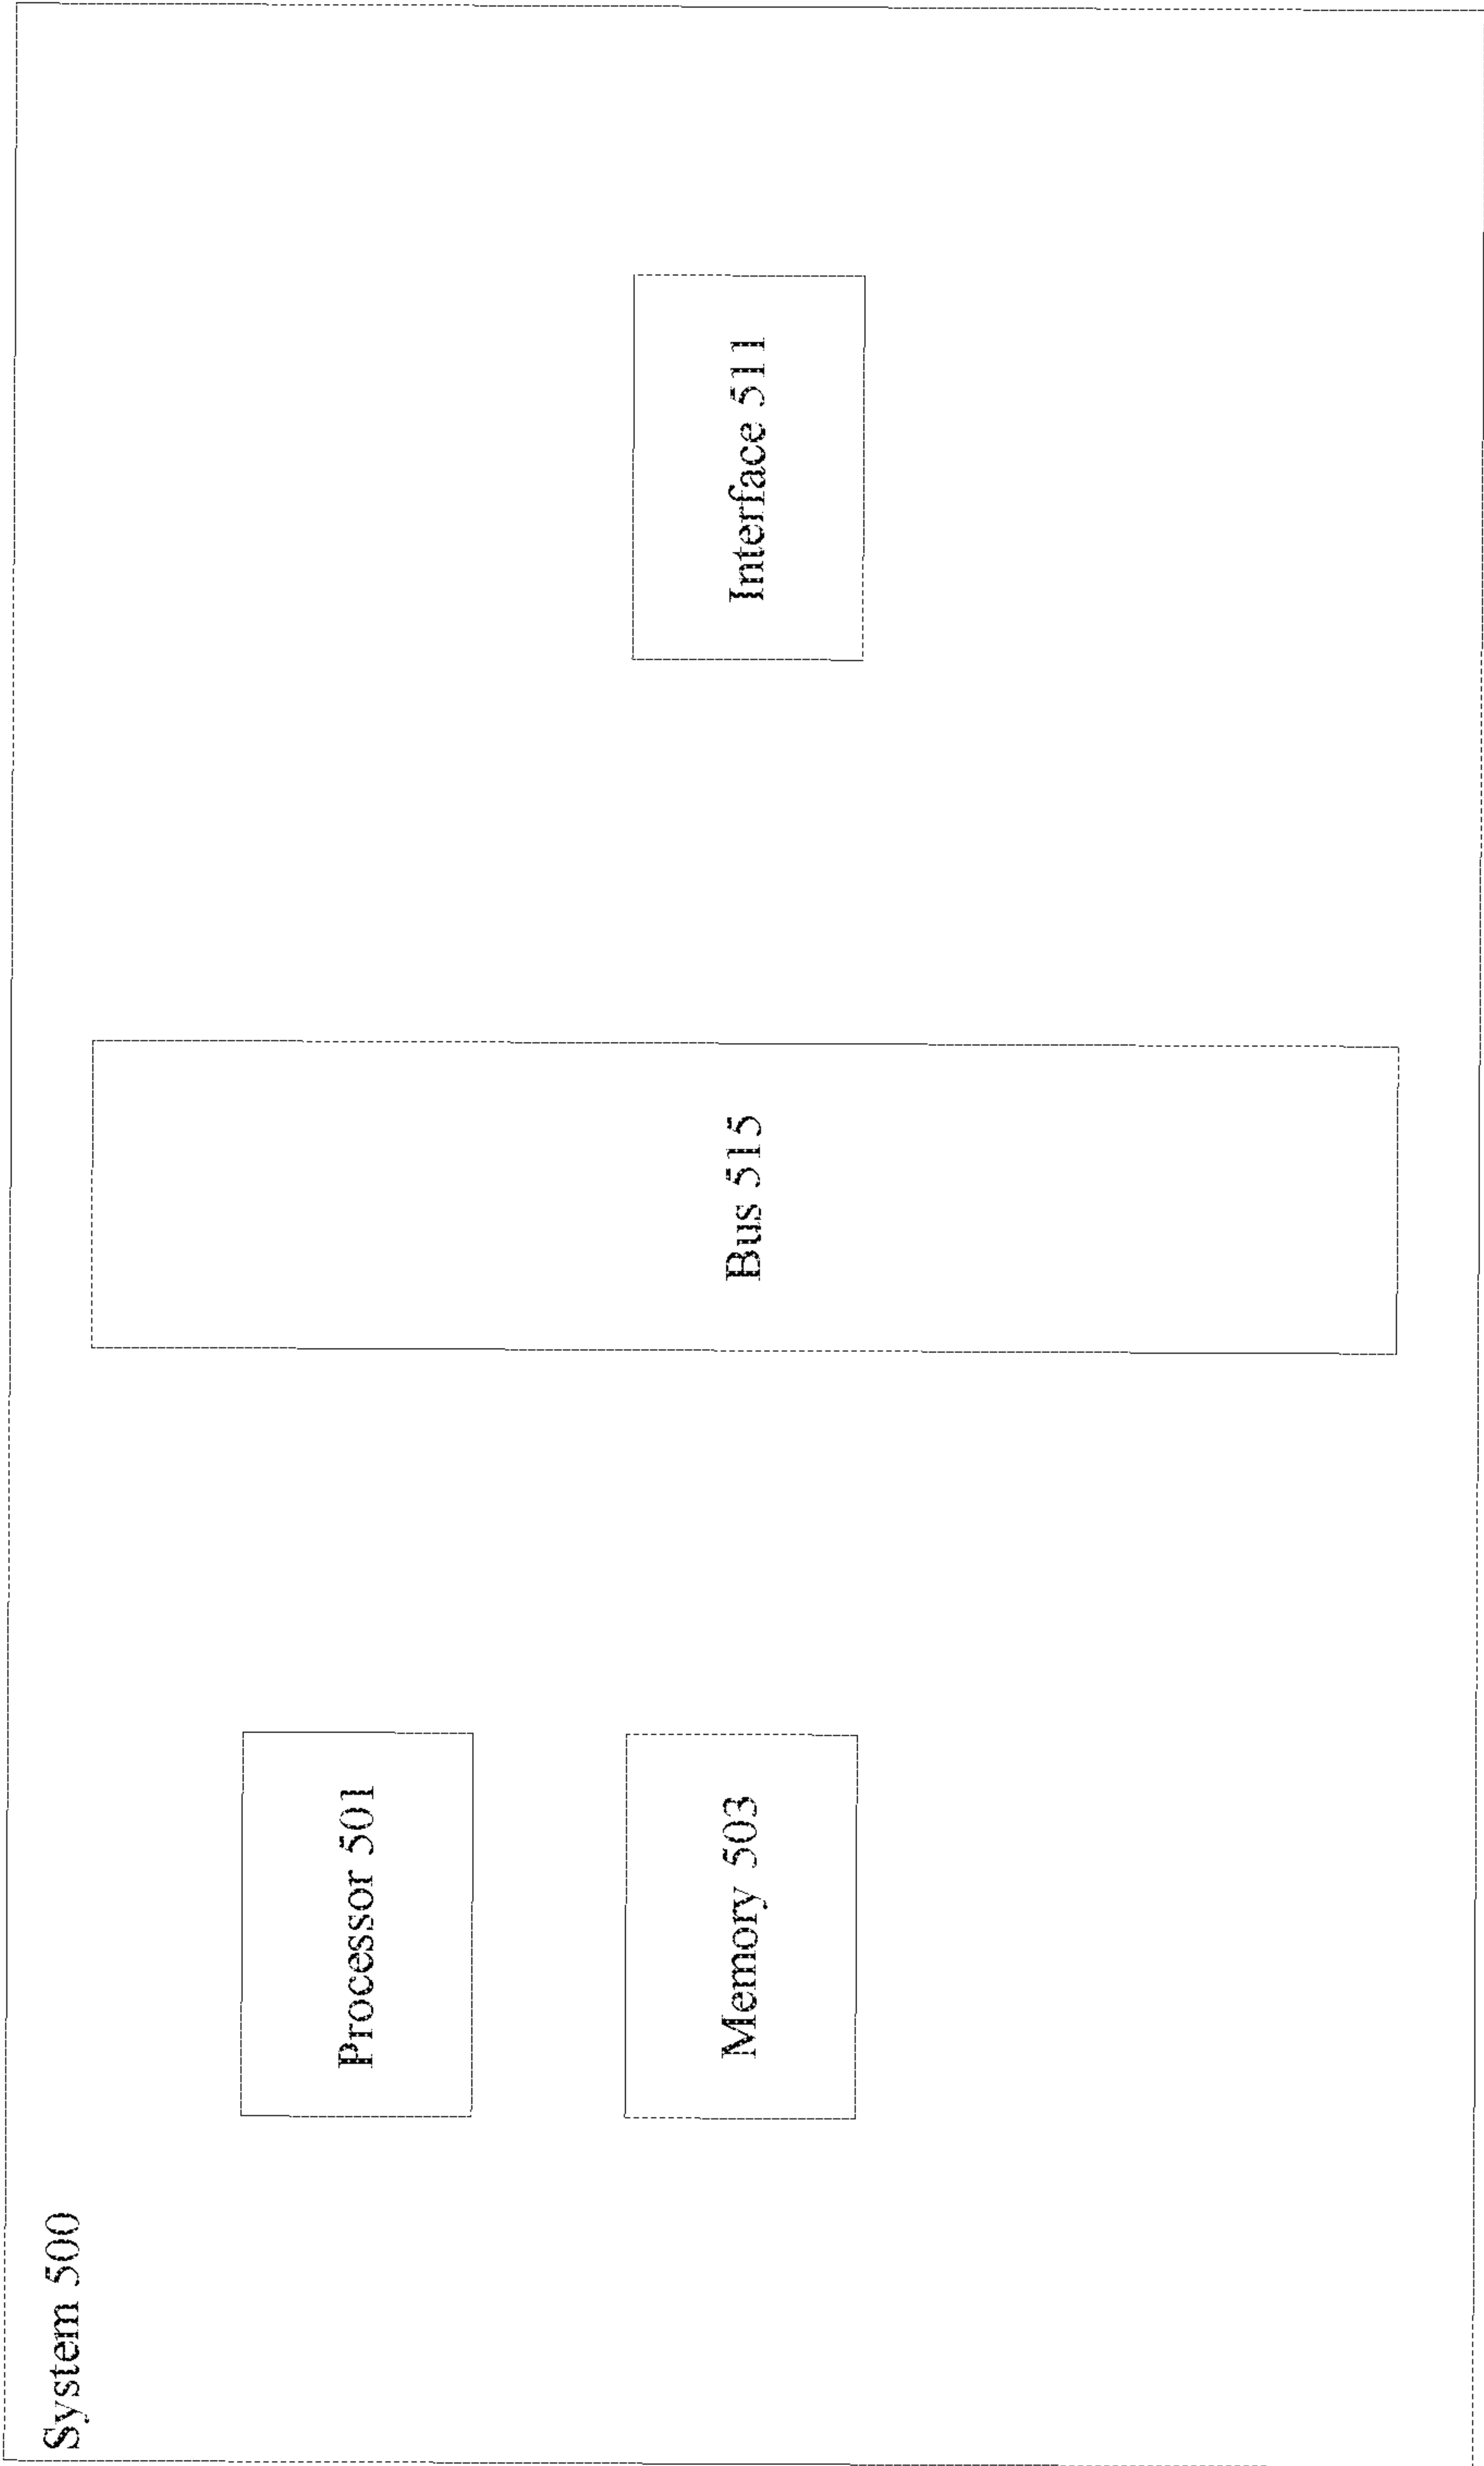 System 500
Processor 501
Memory 503
Bus 515
Interface 511